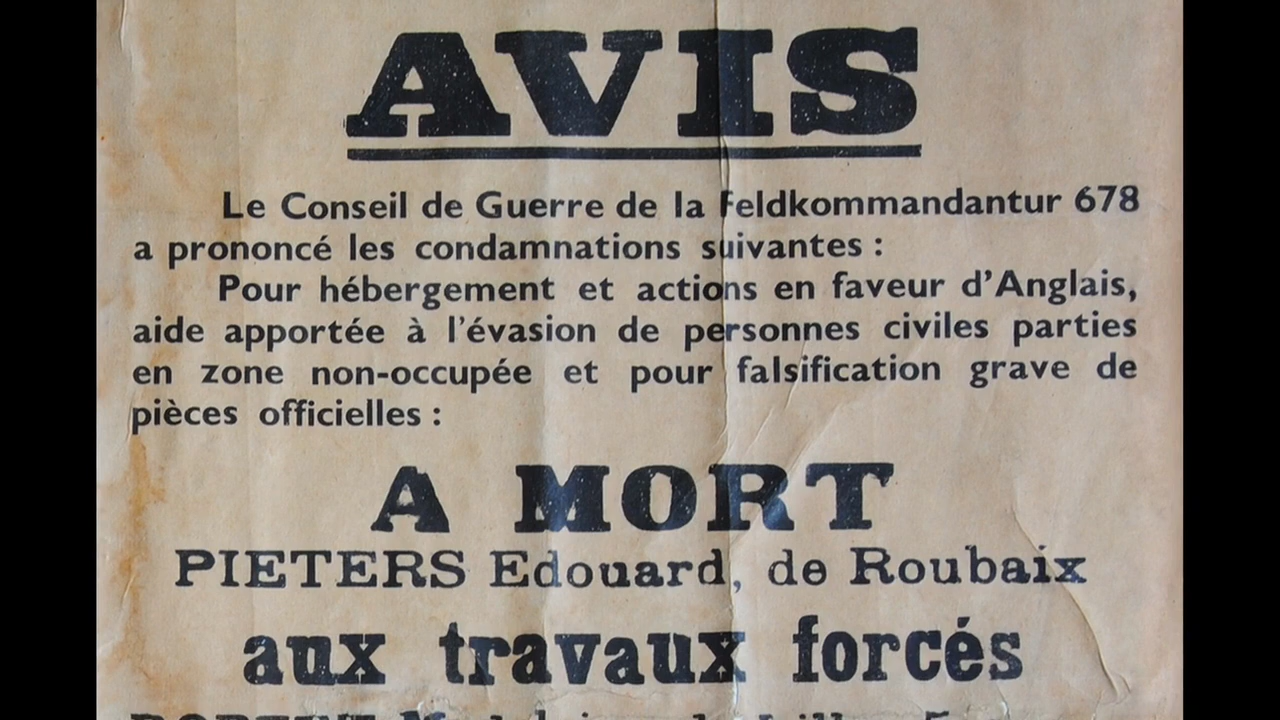 AVIS
Le Conseil de Guerre de la Feldkommandantur 678
a prononcé les condamnations suivantes :
Pour hébergement et actions en faveur d'Anglais,
aide apportée à l'évasion de personnes civiles parties
en zone non-occupée et pour falsification grave de
pièces officielles :
A MORT
PIETERS Edouard, de Roubaix
aux travaux forcés